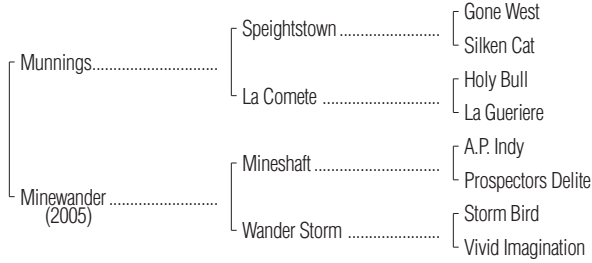 Gone West
Speightstown ..........................
Silken Cat
Munnings.................................
Holy Bull
La Comete ..............................
La Gueriere
A.P. Indy
Mineshaft ................................
Prospectors Delite
Minewander ............................
(2005)
Storm Bird
Wander Storm ........................
Vivid Imagination